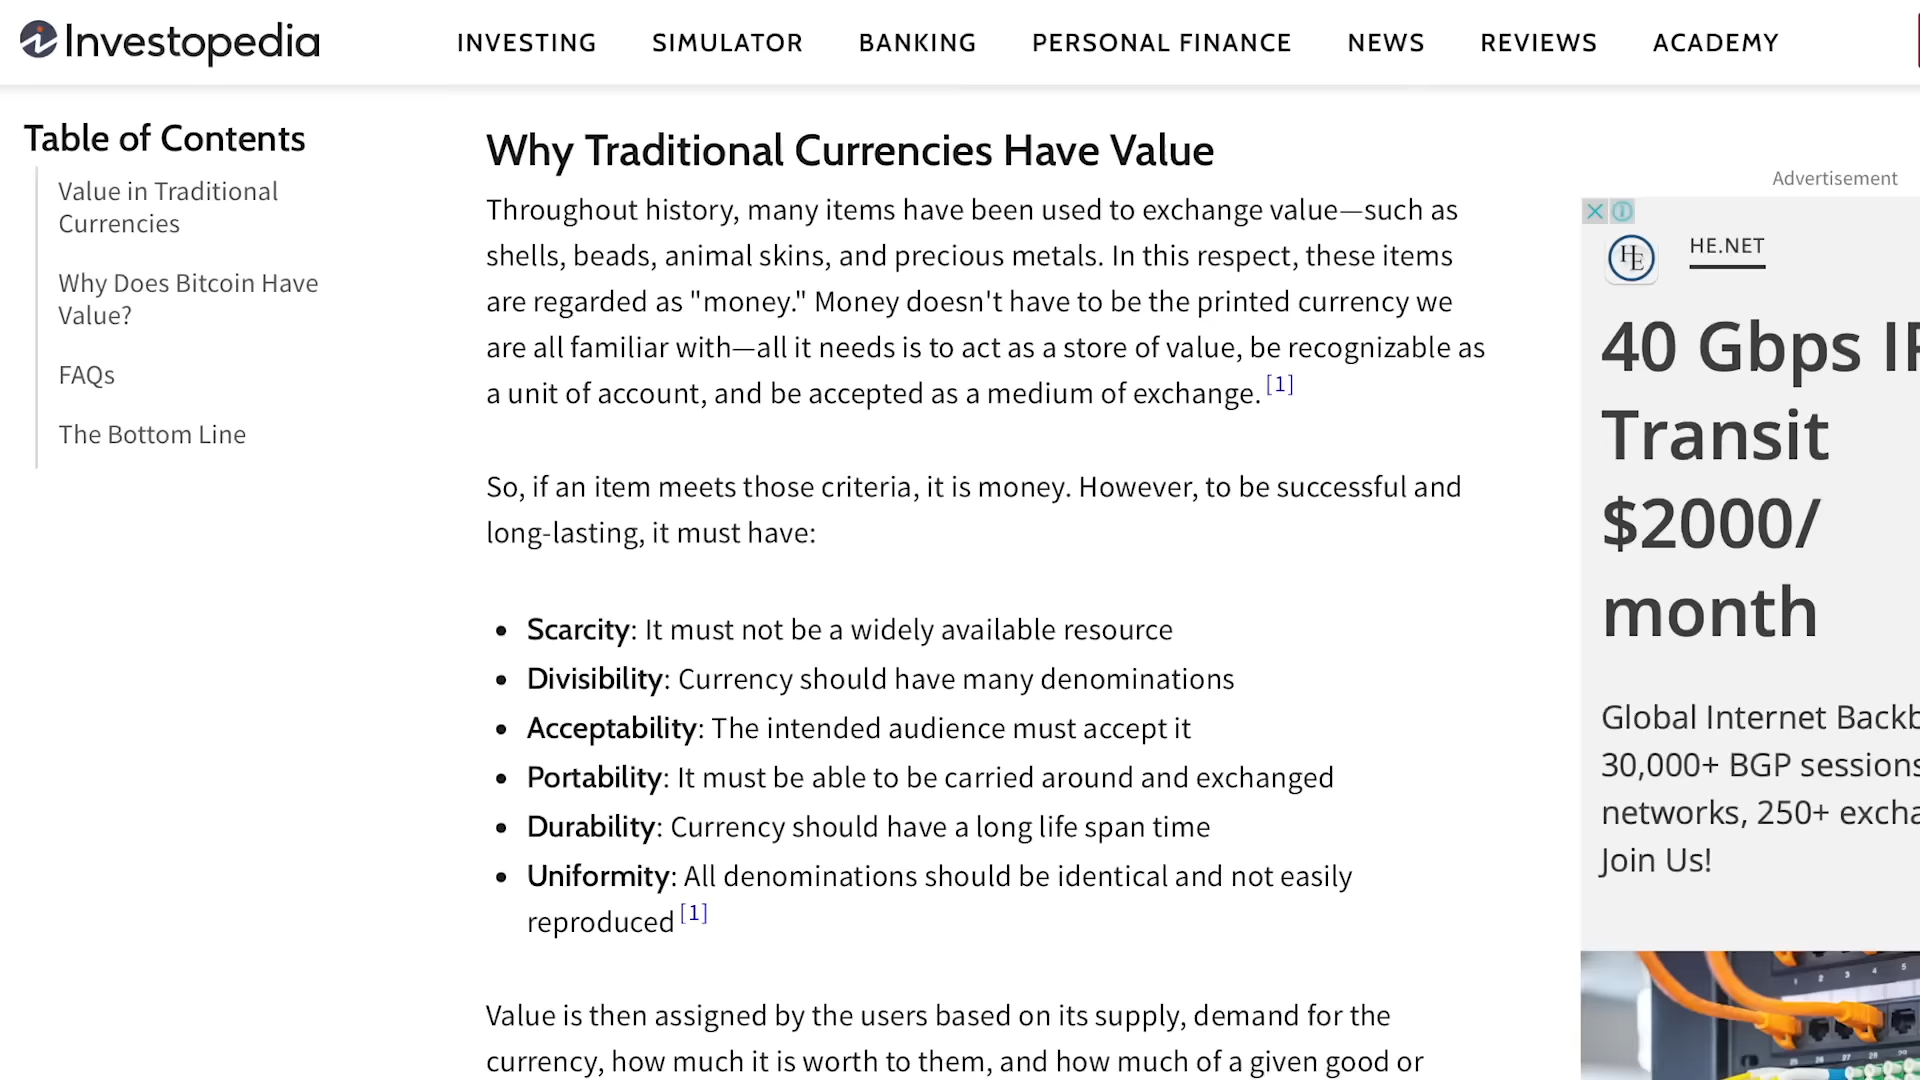 Investopedia
INVESTING SIMULATOR BANKING PERSONAL FINANCE NEWS REVIEWS ACADEMY
Table of Contents
Value in Traditional
Currencies
Why Does Bitcoin Have
Value?
FAQs
The Bottom Line
Why Traditional Currencies Have Value
Throughout history, many items have been used to exchange value—such as
shells, beads, animal skins, and precious metals. In this respect, these items
are regarded as "money." Money doesn't have to be the printed currency we
are all familiar with—all it needs is to act as a store of value, be recognizable as
a unit of account, and be accepted as a medium of exchange. [1]
So, if an item meets those criteria, it is money. However, to be successful and
long-lasting, it must have:
• Scarcity: It must not be a widely available resource
• Divisibility: Currency should have many denominations
• Acceptability: The intended audience must accept it
• Portability: It must be able to be carried around and exchanged
• Durability: Currency should have a long life span time
• Uniformity: All denominations should be identical and not easily
reproduced [1]
Value is then assigned by the users based on its supply, demand for the
currency, how much it is worth to them, and how much of a given good or
Advertisement
HE
HE.NET
40 Gbps IP
Transit
$2000/
month
Global Internet Backb
30,000+ BGP sessions
networks, 250+ excha
Join Us!